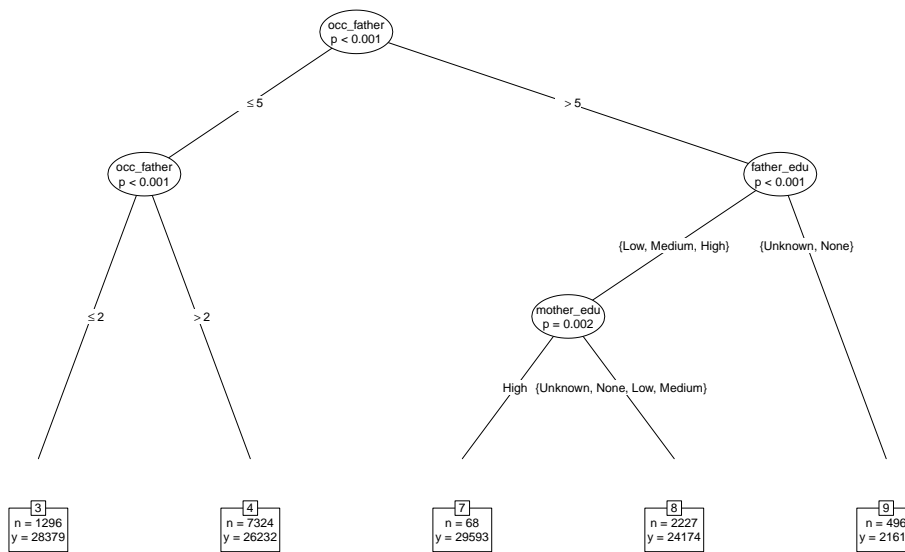 occ_father
p < 0.001
≤ 5
> 5
occ_father
p < 0.001
father_edu
p < 0.001
{Low, Medium, High}
{Unknown, None}
≤ 2
> 2
mother_edu
p = 0.002
High
{Unknown, None, Low, Medium}
3
n = 1296
y = 28379
4
n = 7324
y = 26232
7
n = 68
y = 29593
8
n = 2227
y = 24174
9
n = 496
y = 2161